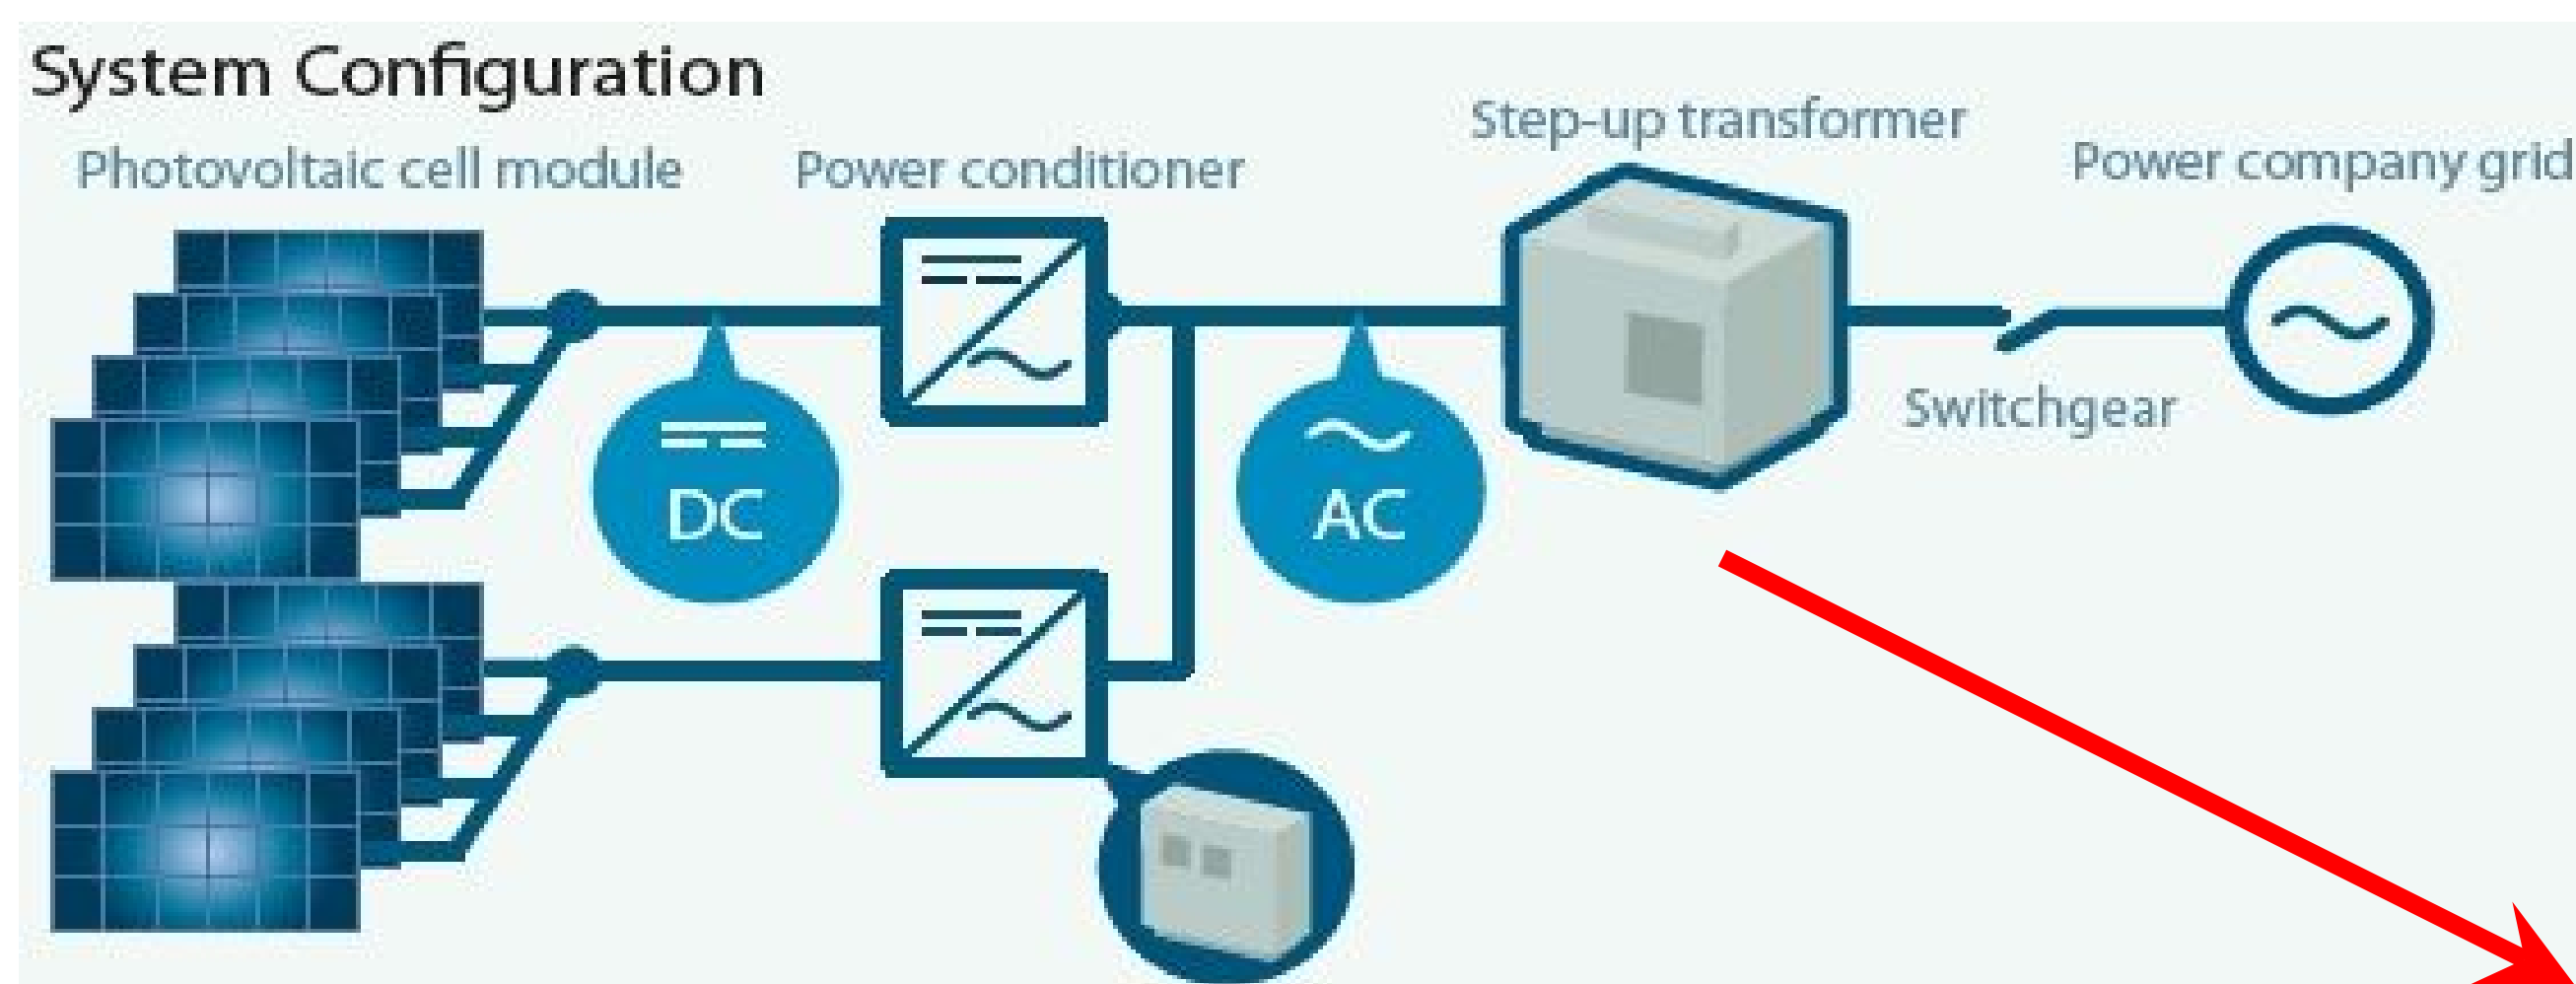 System Configuration
Photovoltaic cell module
Power conditioner
Step-up transformer
Power company grid
DC
AC
Switchgear